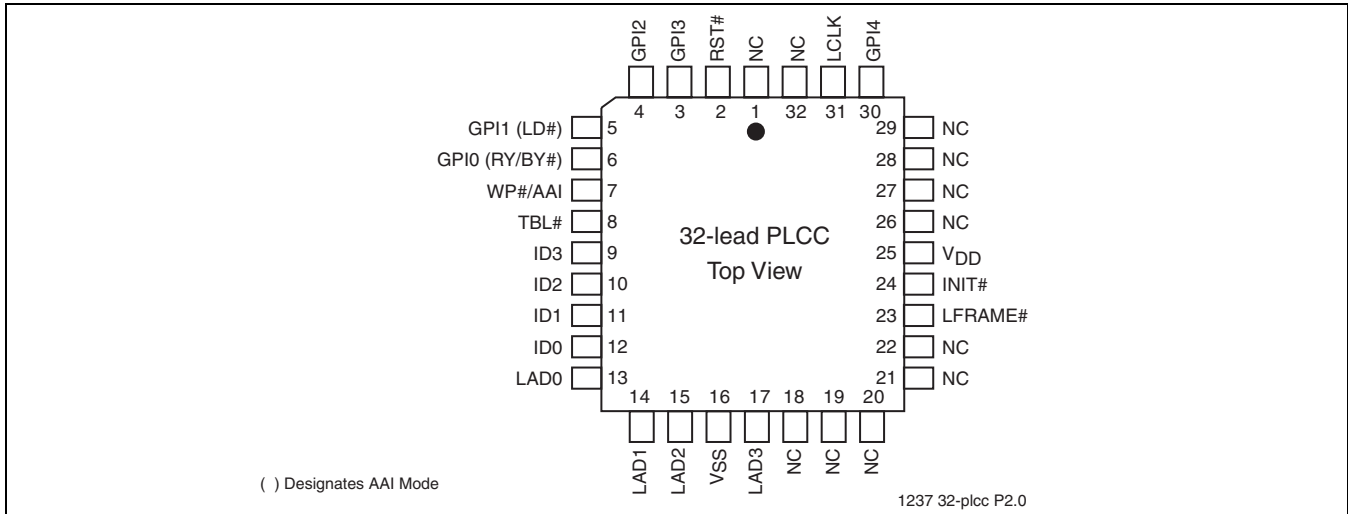 GPI2
GPI3
RST#
NC
NC
LCLK
GPI4
4
3
2
1
32
31
30
GPI1 (LD#) 5
GPI0 (RY/BY#) 6
WP#/AAI 7
TBL# 8
ID3 9
ID2 10
ID1 11
ID0 12
LAD0 13
32-lead PLCC
Top View
29 NC
28 NC
27 NC
26 NC
25 VDD
24 INIT#
23 LFRAME#
22 NC
21 NC
14
15
16
17
18
19
20
LAD1
LAD2
VSS
LAD3
NC
NC
NC
( ) Designates AAI Mode
1237 32-plcc P2.0